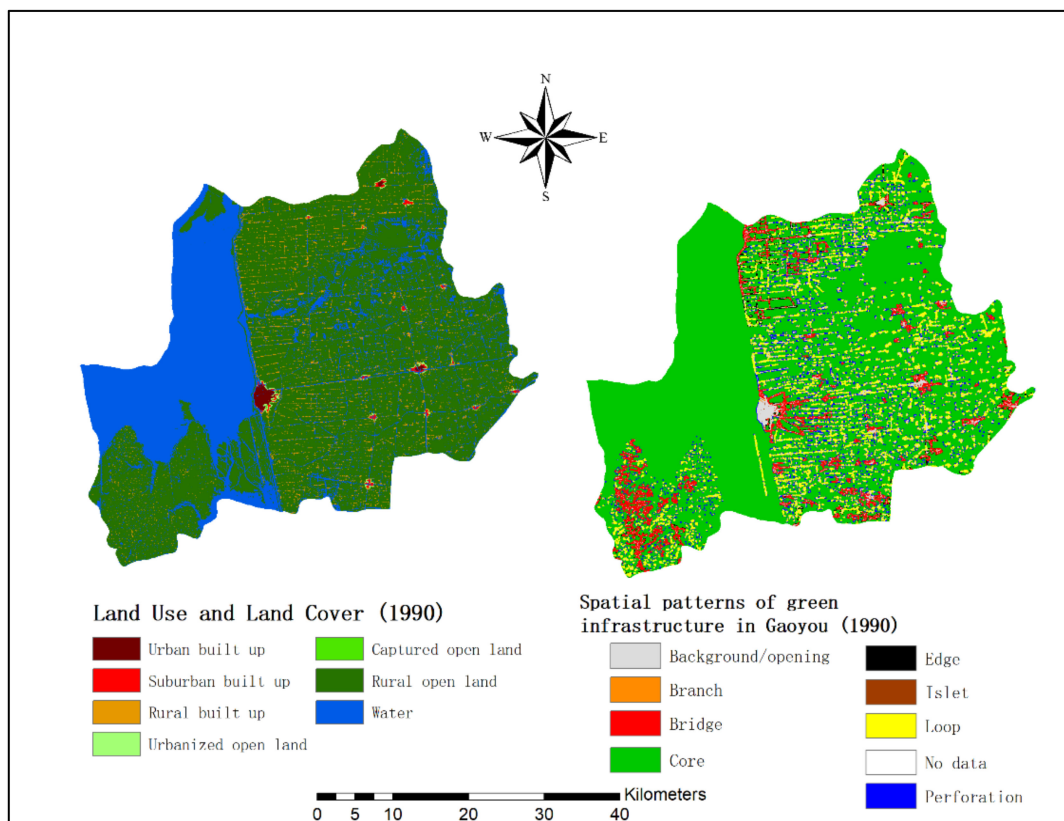 N
W
E
S
Land Use and Land Cover (1990)
Urban built up
Suburban built up
Rural built up
Urbanized open land
Captured open land
Rural open land
Water
Spatial patterns of green
infrastructure in Gaoyou (1990)
Background/opening
Branch
Bridge
Core
Edge
Islet
Loop
No data
Perforation
Kilometers
0 5 10 20 30 40